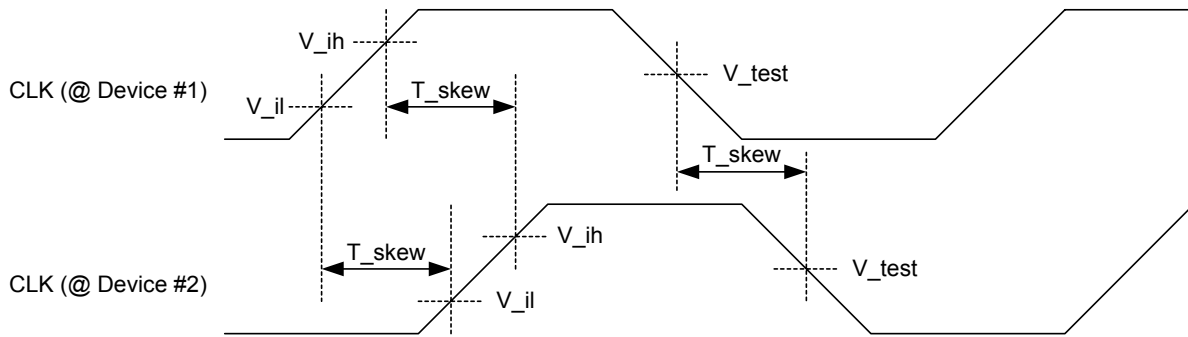 V_ih
CLK (@ Device #1)
V_il
T_skew
V_test
T_skew
V_ih
T_skew
V_test
CLK (@ Device #2)
V_il